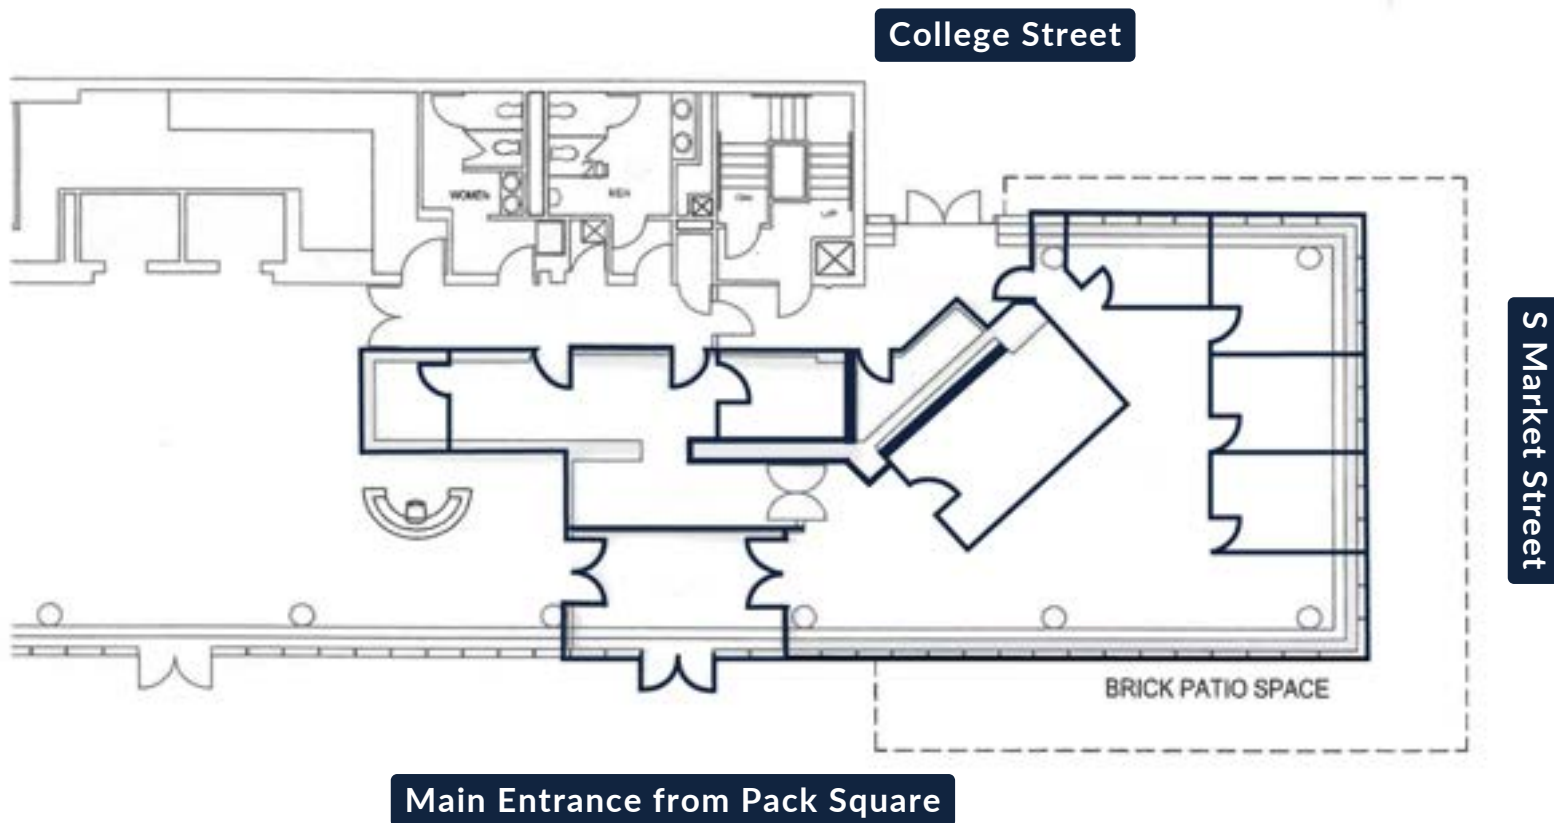 College Street
WOMEN
MEN
S Market Street
BRICK PATIO SPACE
Main Entrance from Pack Square